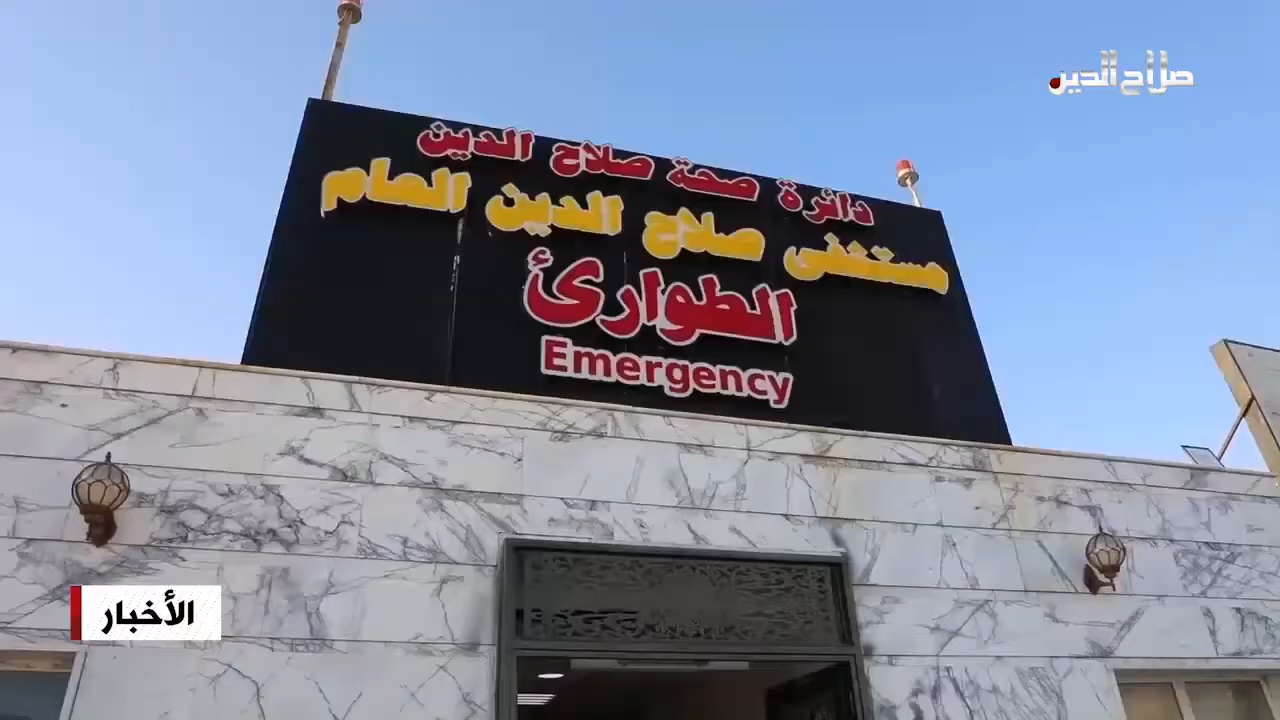 صلاح الدين
دائرة صحة صلاح الدين
مستشفى صلاح الدين العام
الطوارئ
Emergency
الأخبار